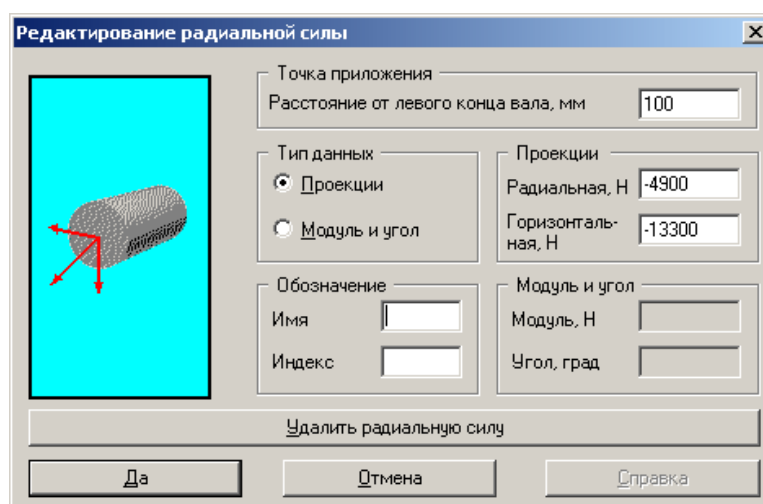 Редактирование радиальной силы
Точка приложения
Расстояние от левого конца вала, мм 100
Тип данных
Проекции
Модуль и угол
Проекции
Радиальная, Н -4900
Горизонталь-
ная, Н -13300
Обозначение
Имя
Индекс
Модуль и угол
Модуль, Н
Угол, град
Удалить радиальную силу
Да Отмена Справка